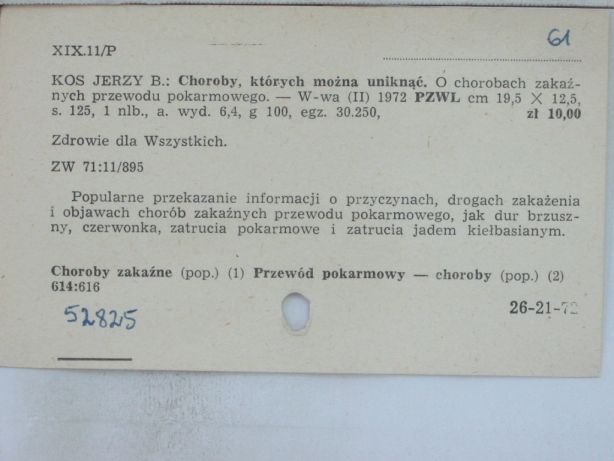 61
XIX.11/P
KOS JERZY B.: Choroby, których można uniknąć. O chorobach zakaź-
nych przewodu pokarmowego. — W-wa (II) 1972 PZWL cm 19,5 X 12,5,
s. 125, 1 nlb., a. wyd. 6,4, g 100, egz. 30.250, zł 10,00
Zdrowie dla Wszystkich.
ZW 71:11/895
Popularne przekazanie informacji o przyczynach, drogach zakażenia
i objawach chorób zakaźnych przewodu pokarmowego, jak dur brzusz-
ny, czerwonka, zatrucia pokarmowe i zatrucia jadem kiełbasianym.
Choroby zakaźne (pop.) (1) Przewód pokarmowy — choroby (pop.) (2)
614:616
52825
26-21-72